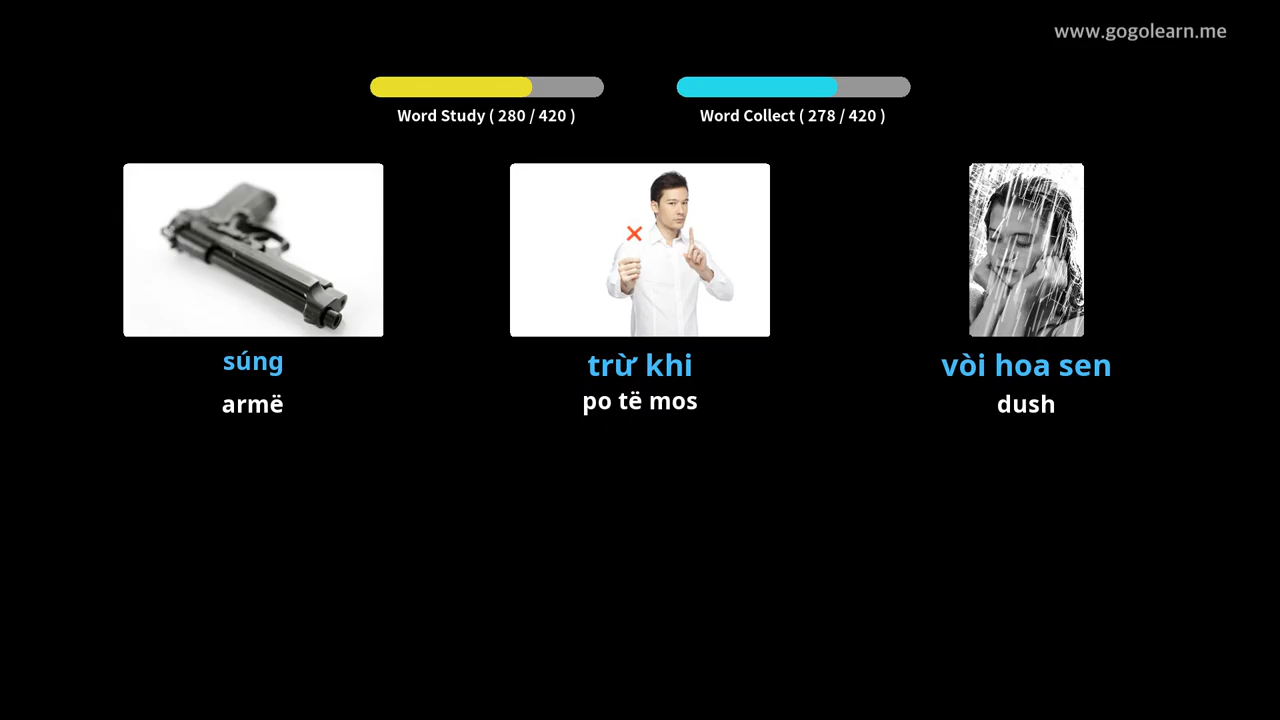 www.gogolearn.me
Word Study ( 280 / 420 )
Word Collect ( 278 / 420 )
súng
armë
trừ khi
po të mos
vòi hoa sen
dush